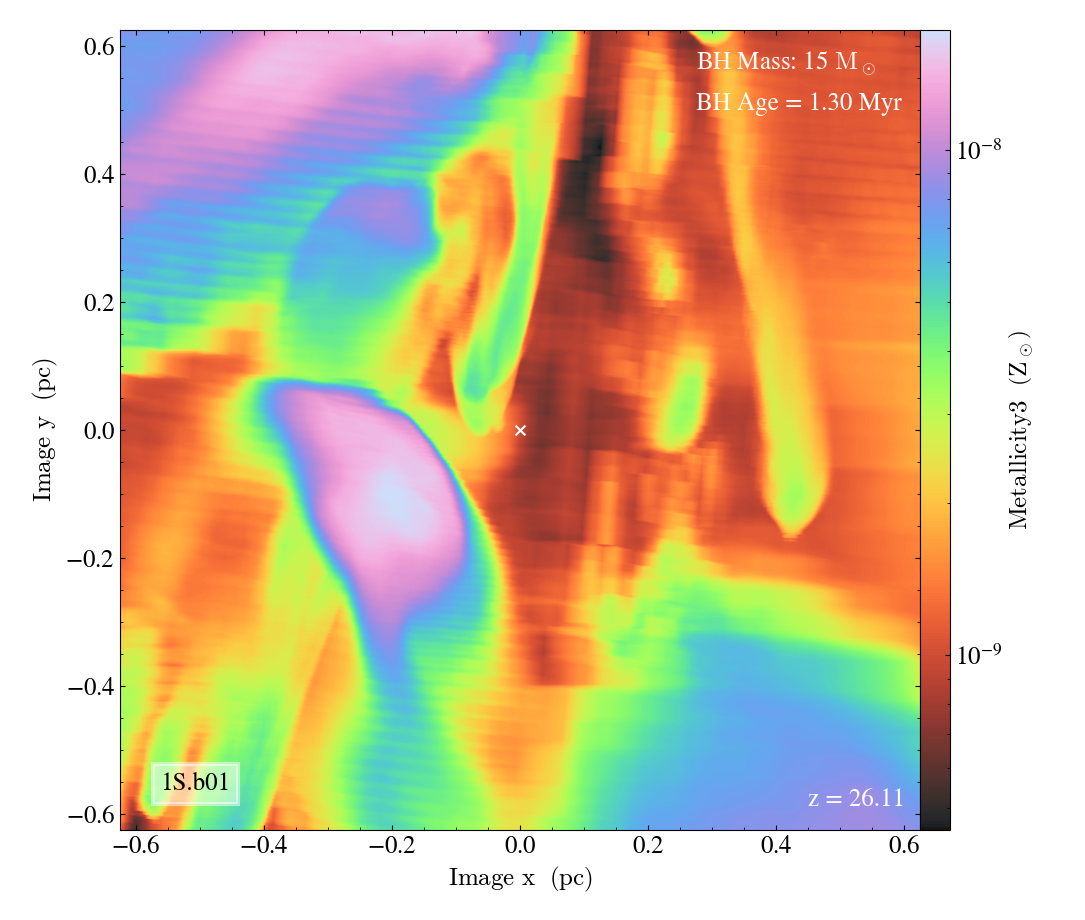 0.6
0.4
0.2
0.0
−0.2
−0.4
−0.6
−0.6
−0.4
−0.2
0.0
0.2
0.4
0.6
Image y (pc)
Image x (pc)
BH Mass: 15 M☉
BH Age = 1.30 Myr
1S.b01
z = 26.11
10⁻⁸
10⁻⁹
Metallicity3 (Z☉)